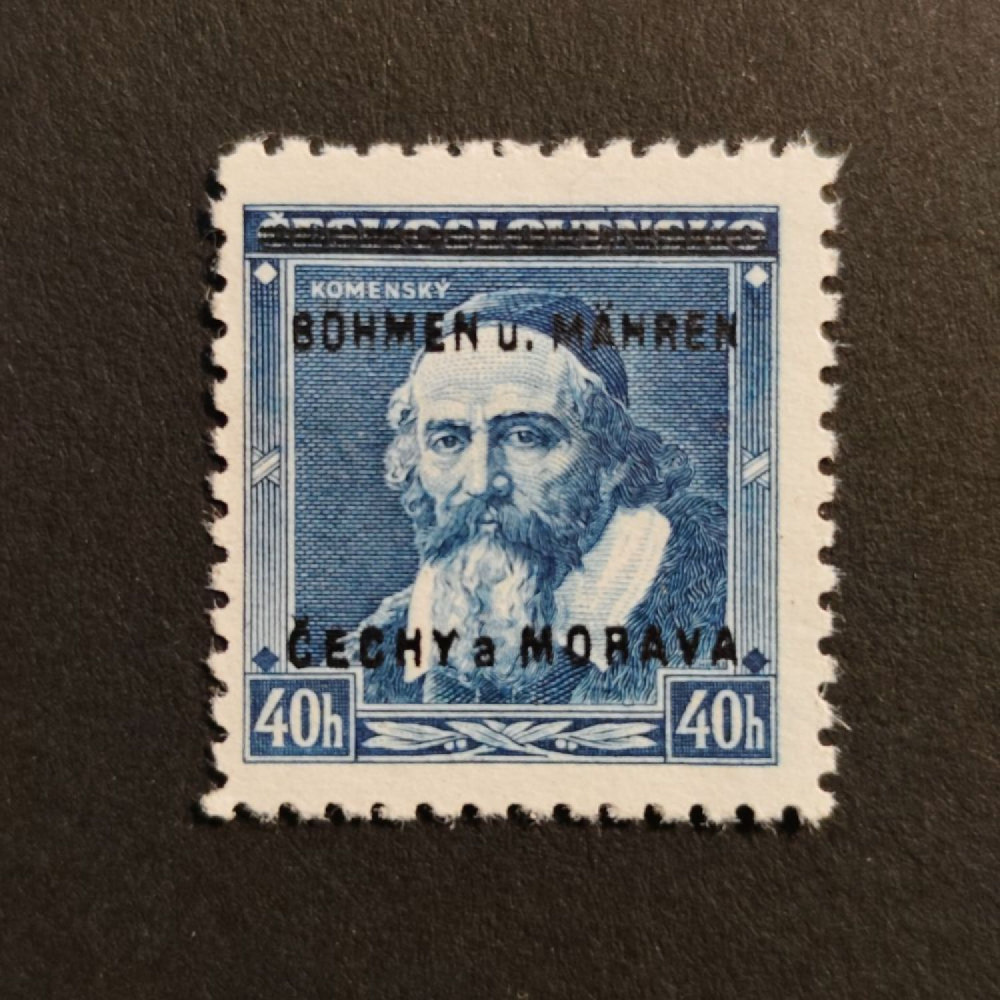 ČESKOSLOVENSKO
KOMENSKÝ
BÖHMEN u. MÄHREN
ČECHY a MORAVA
40h 40h